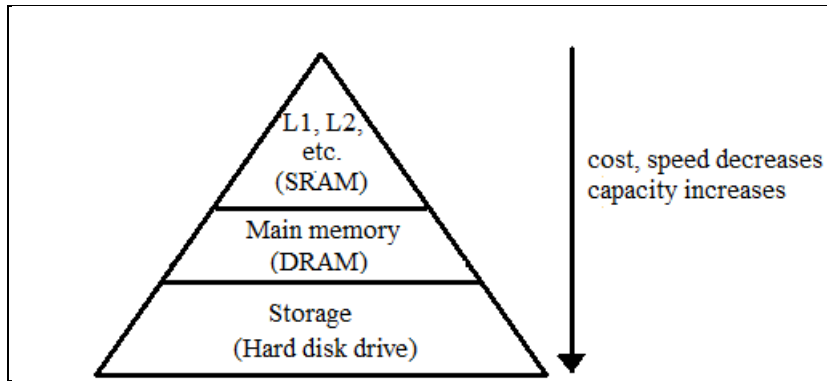 L1, L2,
etc.
(SRAM)
cost, speed decreases
capacity increases
Main memory
(DRAM)
Storage
(Hard disk drive)